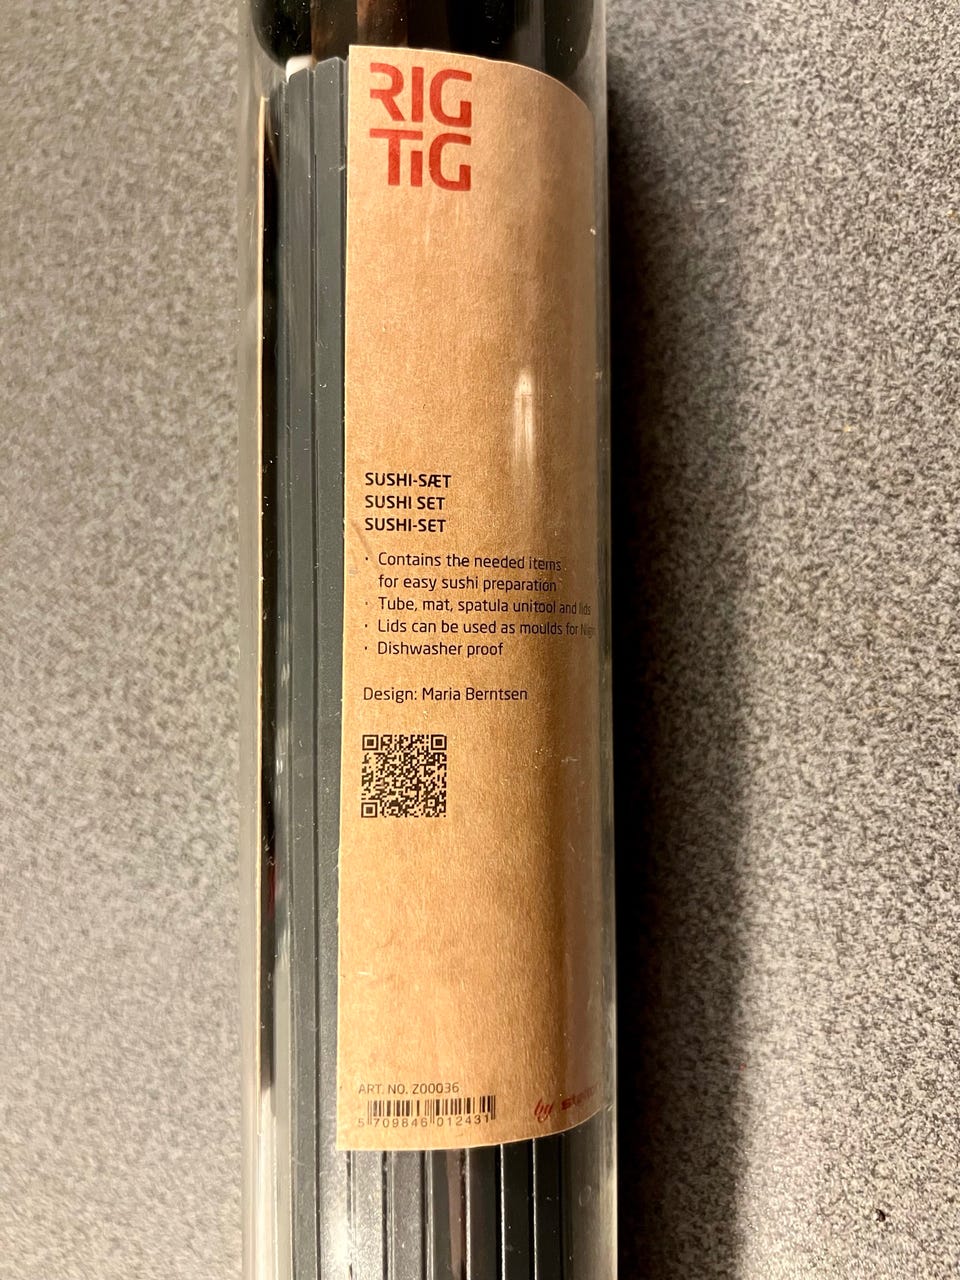 RIG
TiG
SUSHI-SÆT
SUSHI SET
SUSHI-SET
· Contains the needed items
for easy sushi preparation
· Tube, mat, spatula unitool and lids
· Lids can be used as moulds for
· Dishwasher proof
Design: Maria Berntsen
ART. NO. Z00036
5 709846 012431
by